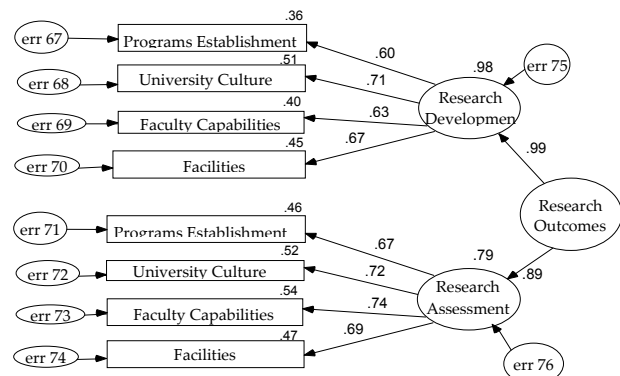 .36
err 67
Programs Establishment
.60
.51
err 68
University Culture
.71
.98
err 75
.40
err 69
Faculty Capabilities
.63
Research
Developmen
.45
err 70
Facilities
.67
.99
.46
err 71
Programs Establishment
.67
Research
Outcomes
.52
err 72
University Culture
.72
.79
.89
.54
err 73
Faculty Capabilities
.74
Research
Assessment
.47
err 74
Facilities
.69
err 76